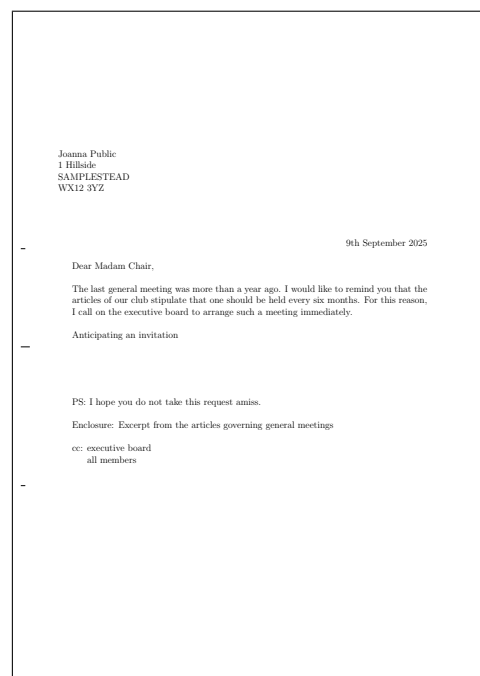 Joanna Public
1 Hillside
SAMPLESTEAD
WX12 3YZ
9th September 2025
Dear Madam Chair,
The last general meeting was more than a year ago. I would like to remind you that the
articles of our club stipulate that one should be held every six months. For this reason,
I call on the executive board to arrange such a meeting immediately.
Anticipating an invitation
PS: I hope you do not take this request amiss.
Enclosure: Excerpt from the articles governing general meetings
cc: executive board
all members